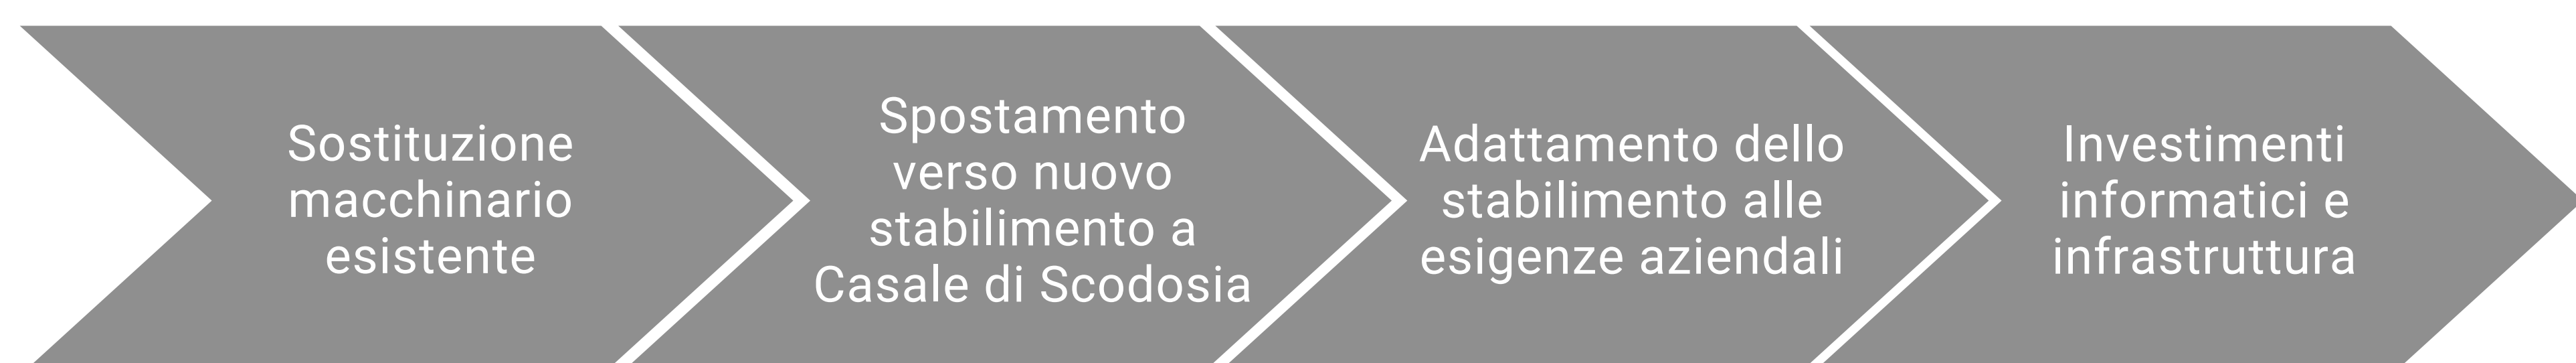 Sostituzione
macchinario
esistente
Spostamento
verso nuovo
stabilimento a
Casale di Scodosia
Adattamento dello
stabilimento alle
esigenze aziendali
Investimenti
informatici e
infrastruttura